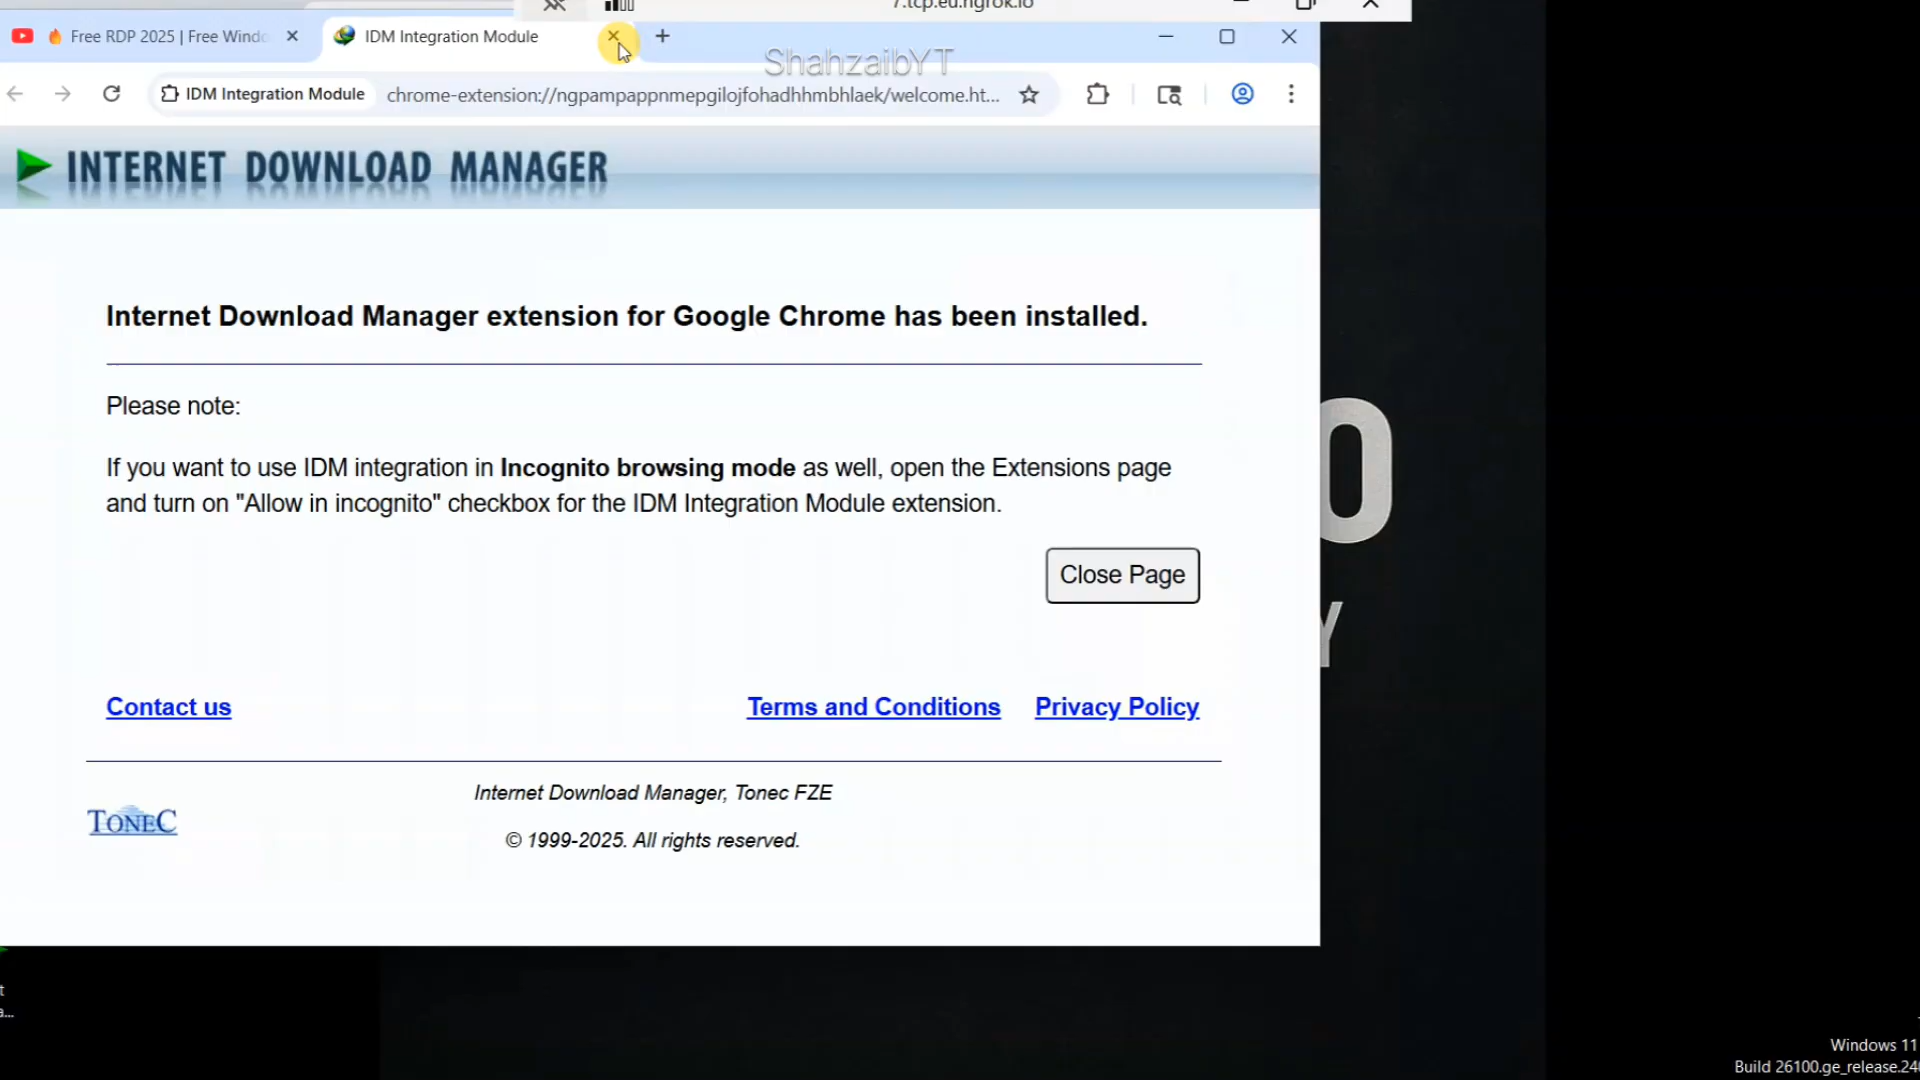 7.tcp.eu.ngrok.io
Free RDP 2025 | Free Windo
IDM Integration Module
ShahzaibYT
IDM Integration Module
chrome-extension://ngpampappnmepgilojfohadhhmbhlaek/welcome.ht...
INTERNET DOWNLOAD MANAGER
Internet Download Manager extension for Google Chrome has been installed.
Please note:
If you want to use IDM integration in Incognito browsing mode as well, open the Extensions page
and turn on "Allow in incognito" checkbox for the IDM Integration Module extension.
Close Page
Contact us
Terms and Conditions
Privacy Policy
Internet Download Manager, Tonec FZE
TONEC
© 1999-2025. All rights reserved.
O
Y
t
a...
Windows 11
Build 26100.ge_release.240